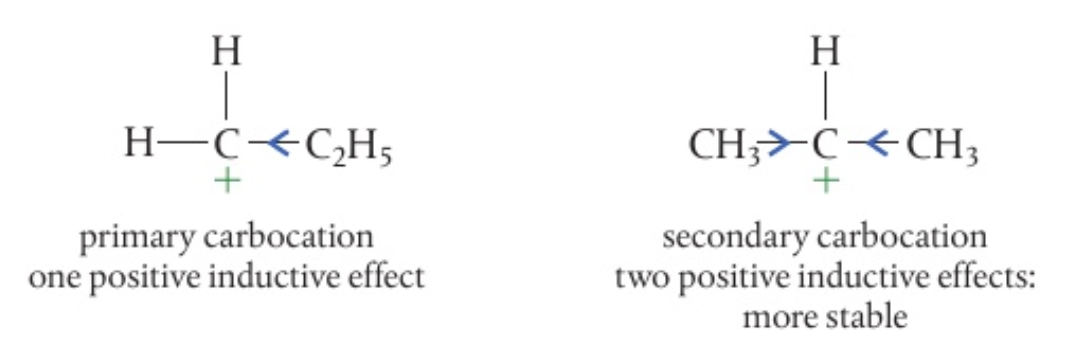 H
H
H—C—C₂H₅
CH₃—C—CH₃
+
+
primary carbocation
one positive inductive effect
secondary carbocation
two positive inductive effects:
more stable